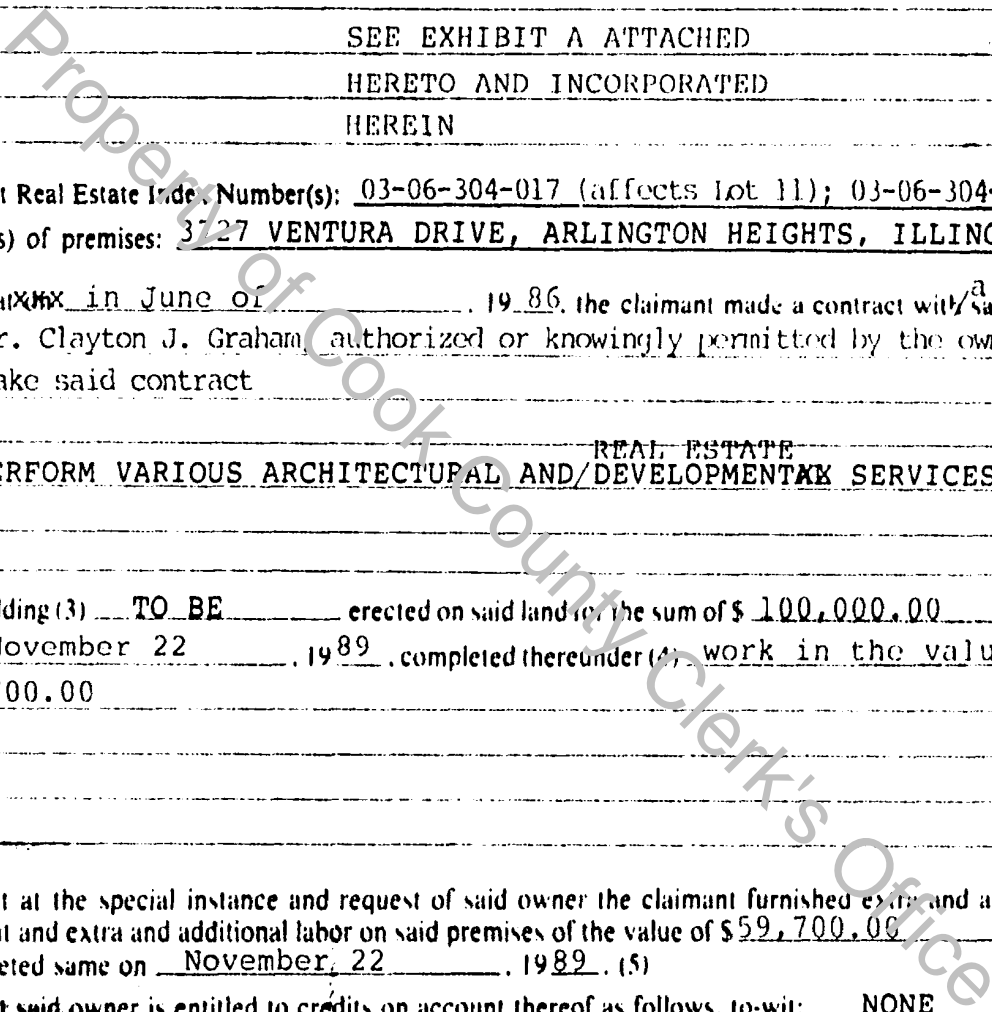 SEE EXHIBIT A ATTACHED
HERETO AND INCORPORATED
HEREIN
t Real Estate Index Number(s): 03-06-304-017 (affects Lot 11); 03-06-304-
s) of premises: 3727 VENTURA DRIVE, ARLINGTON HEIGHTS, ILLINO
in June of 19 86. the claimant made a contract with/ a sa
r. Clayton J. Graham, authorized or knowingly permitted by the ow
ake said contract
REAL ESTATE
ERFORM VARIOUS ARCHITECTURAL AND/DEVELOPMENTXX SERVICES
lding (3) TO BE erected on said land for the sum of $ 100,000.00
November 22, 19 89, completed thereunder (4) work in the valu
00.00
t at the special instance and request of said owner the claimant furnished extra and a
t and extra and additional labor on said premises of the value of $ 59,700.00
eted same on November 22, 19 89. (5)
t said owner is entitled to credits on account thereof as follows, to-wit: NONE
Property of Cook County Clerk's Office